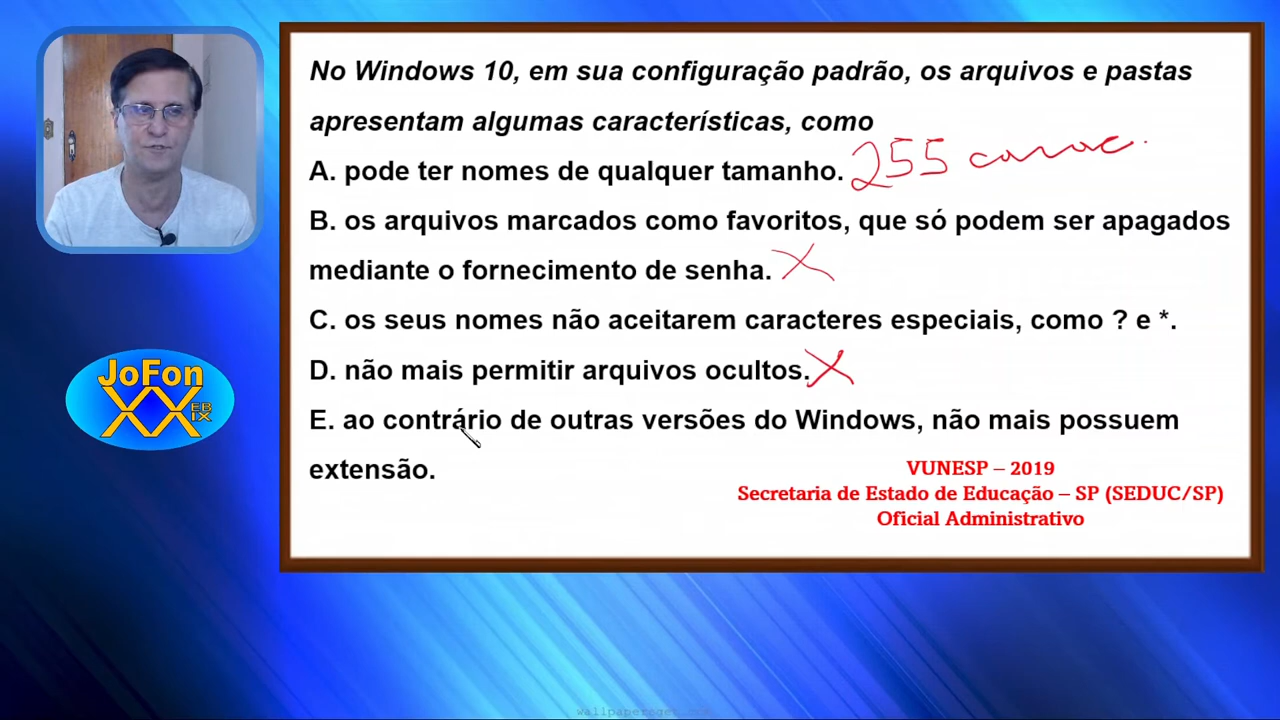 No Windows 10, em sua configuração padrão, os arquivos e pastas
apresentam algumas características, como
A. pode ter nomes de qualquer tamanho. 255 carac.
B. os arquivos marcados como favoritos, que só podem ser apagados
mediante o fornecimento de senha.
C. os seus nomes não aceitarem caracteres especiais, como ? e *.
D. não mais permitir arquivos ocultos.
E. ao contrário de outras versões do Windows, não mais possuem
extensão.
VUNESP – 2019
Secretaria de Estado de Educação – SP (SEDUC/SP)
Oficial Administrativo
JoFon
XX
EB
IX